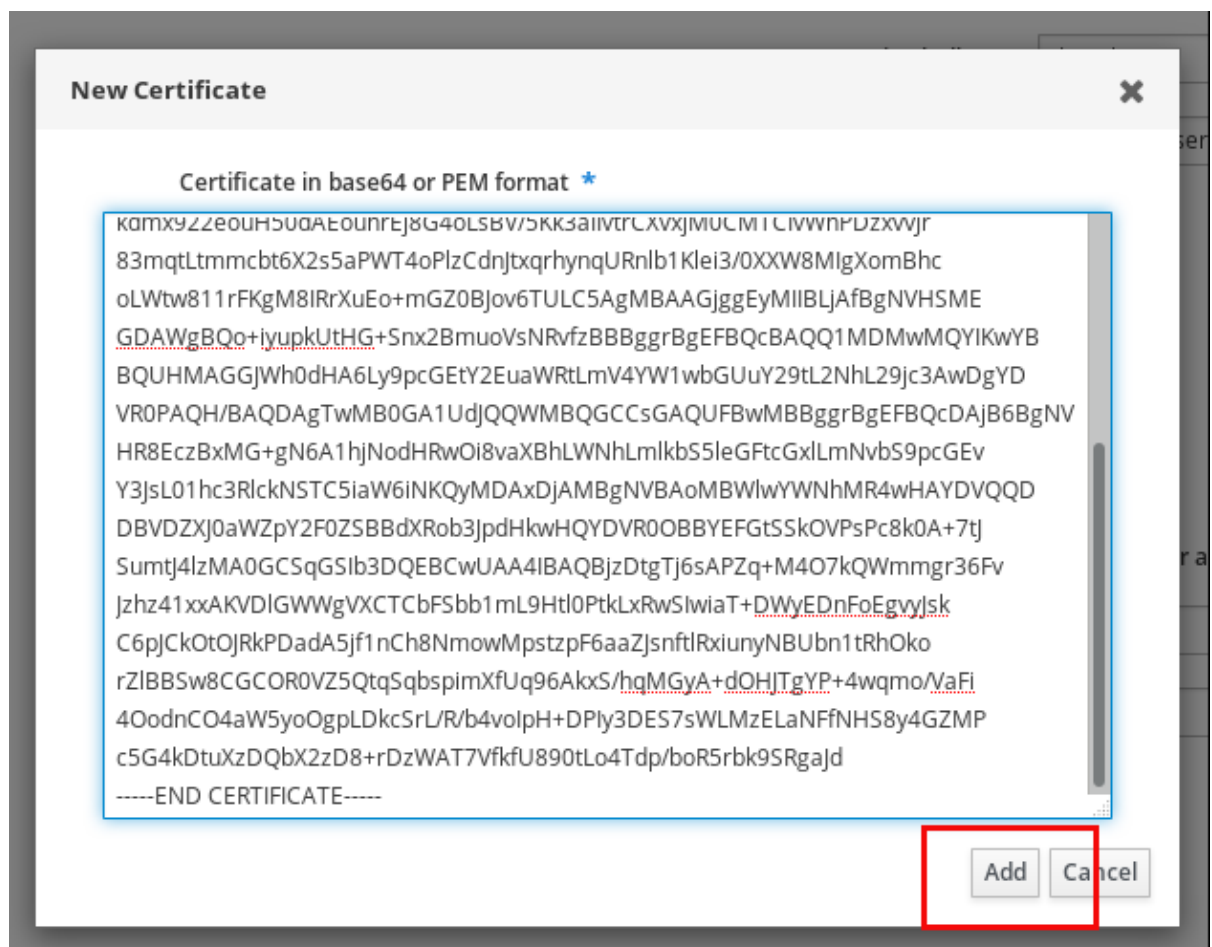 New Certificate
Certificate in base64 or PEM format *
83mqtLtmmcbt6X2s5aPWT4oPlzCdnJtxqrhynqURnlb1Klei3/0XXW8MIgXomBhc
oLWtw811rFKgM8IRrXuEo+mGZ0BJov6TULC5AgMBAAGjggEyMIIBLjAfBgNVHSME
GDAWgBQo+iyupkUtHG+Snx2BmuoVsNRvfzBBBggrBgEFBQcBAQQ1MDMwMQYIKwYB
BQUHMAGGJWh0dHA6Ly9pcGEtY2EuaWRtLmV4YW1wbGUuY29tL2NhL29jc3AwDgYD
VR0PAQH/BAQDAgTwMB0GA1UdJQQWMBQGCCsGAQUFBwMBBggrBgEFBQcDAjB6BgNV
HR8EczBxMG+gN6A1hjNodHRwOi8vaXBhLWNhLmlkbS5leGFtcGxlLmNvbS9pcGEv
Y3JsL01hc3RlckNSTC5iaW6iNKQyMDAxDjAMBgNVBAoMBWlwYWNhMR4wHAYDVQQD
DBVDZXJ0aWZpY2F0ZSBBdXRob3JpdHkwHQYDVR0OBBYEFGtSSkOVPsPc8k0A+7tJ
SumtJ4lzMA0GCSqGSIb3DQEBCwUAA4IBAQBjzDtgTj6sAPZq+M4O7kQWmmgr36Fv
Jzhz41xxAKVDlGWWgVXCTCbFSbb1mL9Htl0PtkLxRwSIwiaT+DWyEDnFoEgvyJsk
C6pJCkOtOJRkPDadA5jf1nCh8NmowMpstzpF6aaZJsnftlRxiunyNBUbn1tRhOko
rZlBBSw8CGCOR0VZ5QtqSqbspimXfUq96AkxS/hqMGyA+dOHJTgYP+4wqmo/VaFi
4OodnCO4aW5yoOgpLDkcSrL/R/b4voIpH+DPIy3DES7sWLMzELaNFfNHS8y4GZMP
c5G4kDtuXzDQbX2zD8+rDzWAT7VfkfU890tLo4Tdp/boR5rbk9SRgaJd
-----END CERTIFICATE-----
Add Cancel